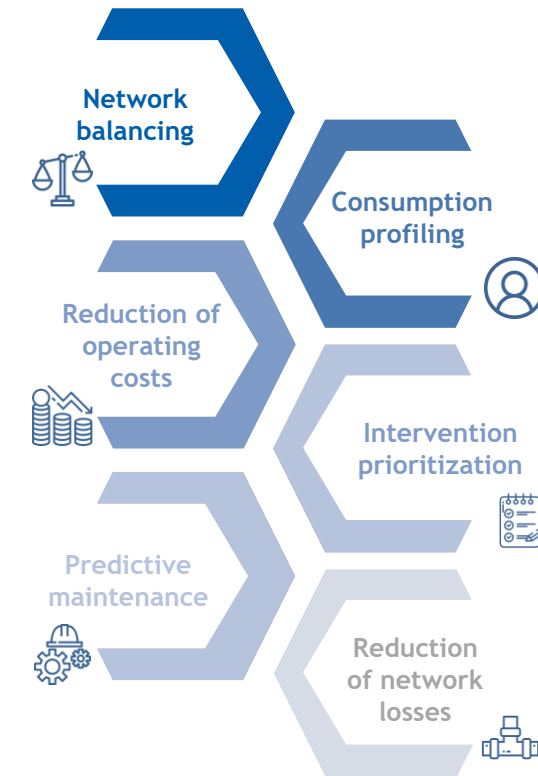 Network
balancing
Consumption
profiling
Reduction of
operating
costs
Intervention
prioritization
Predictive
maintenance
Reduction
of network
losses